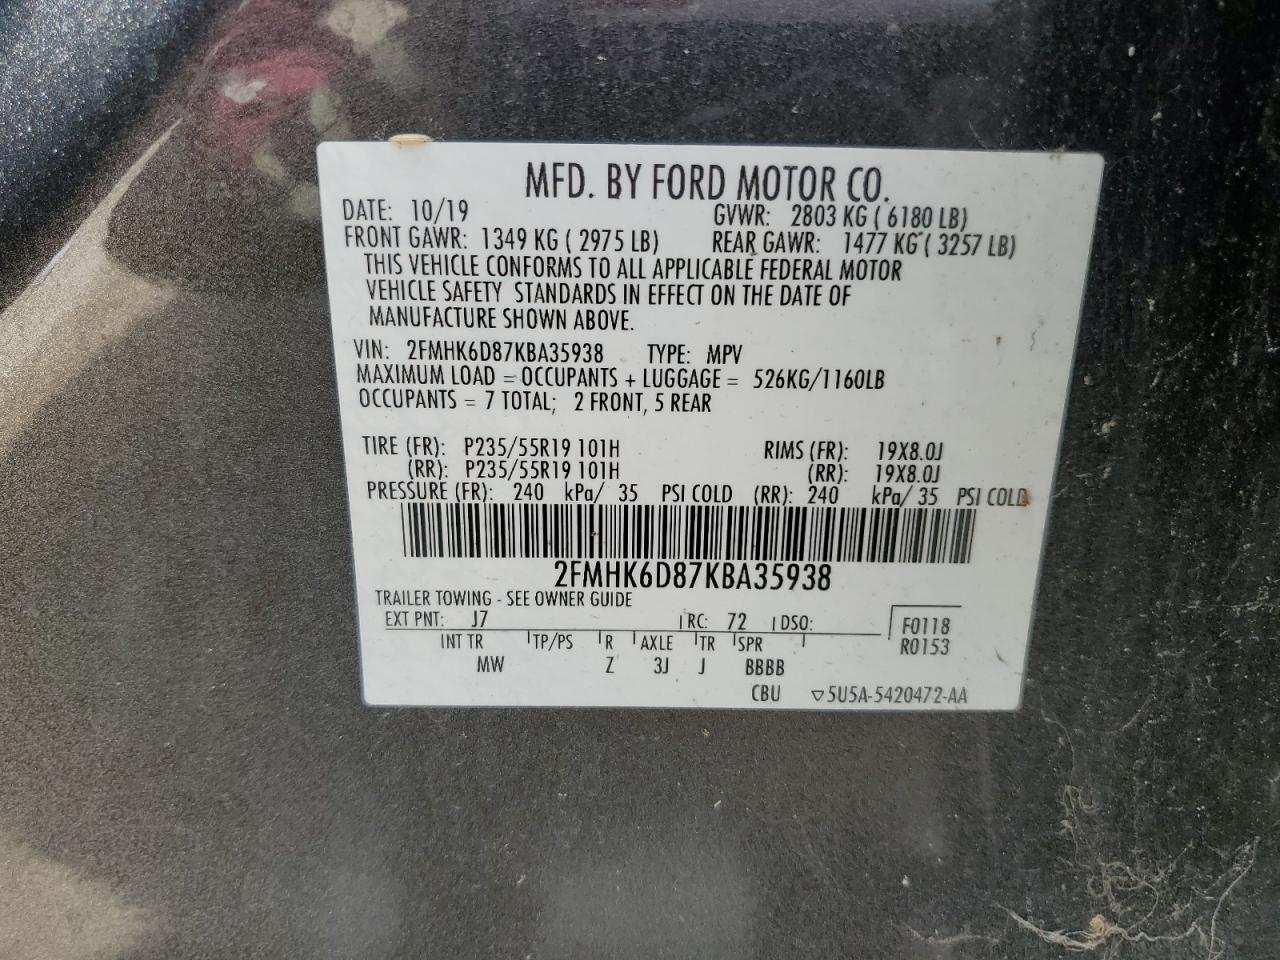 MFD. BY FORD MOTOR CO.
DATE: 10/19 GVWR: 2803 KG ( 6180 LB)
FRONT GAWR: 1349 KG ( 2975 LB) REAR GAWR: 1477 KG ( 3257 LB)
THIS VEHICLE CONFORMS TO ALL APPLICABLE FEDERAL MOTOR
VEHICLE SAFETY STANDARDS IN EFFECT ON THE DATE OF
MANUFACTURE SHOWN ABOVE.
VIN: 2FMHK6D87KBA35938 TYPE: MPV
MAXIMUM LOAD = OCCUPANTS + LUGGAGE = 526KG/1160LB
OCCUPANTS = 7 TOTAL; 2 FRONT, 5 REAR
TIRE (FR): P235/55R19 101H RIMS (FR): 19X8.0J
(RR): P235/55R19 101H (RR): 19X8.0J
PRESSURE (FR): 240 kPa/ 35 PSI COLD (RR): 240 kPa/ 35 PSI COLD
2FMHK6D87KBA35938
TRAILER TOWING - SEE OWNER GUIDE
EXT PNT: J7 RC: 72 DSO: F0118
INT TR TP/PS R AXLE TR SPR R0153
MW Z 3J J BBBB
CBU ▽5U5A-5420472-AA